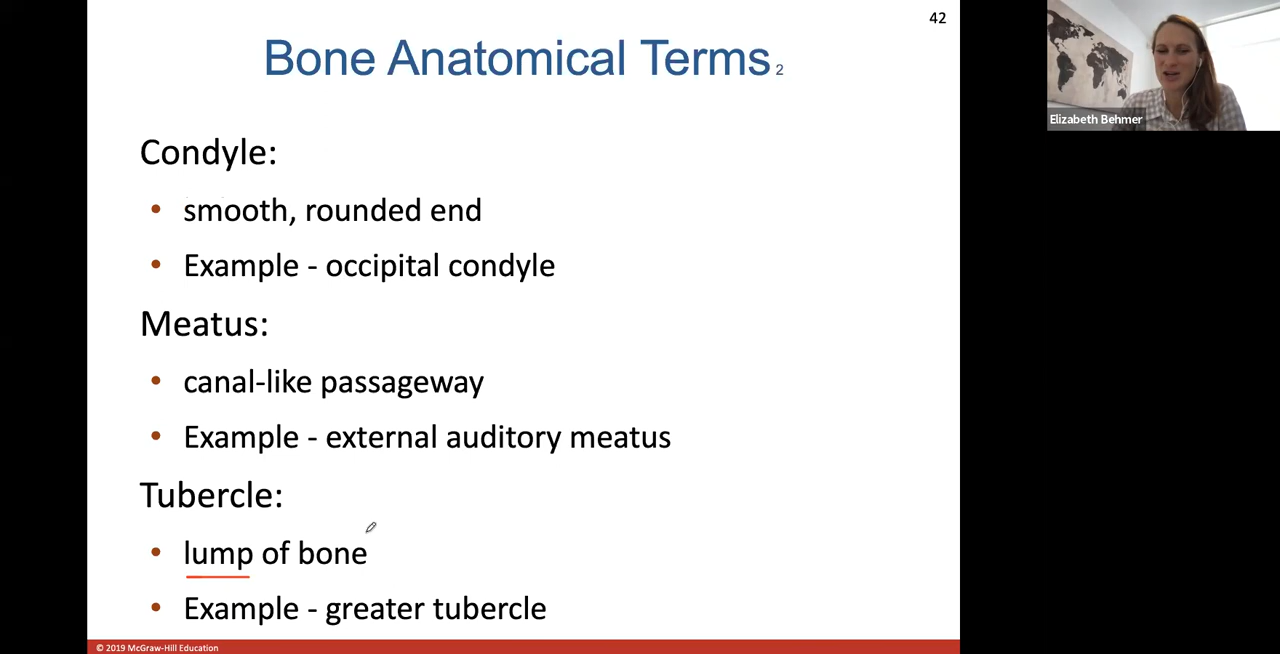 42
Bone Anatomical Terms 2
Elizabeth Behmer
Condyle:
• smooth, rounded end
• Example - occipital condyle
Meatus:
• canal-like passageway
• Example - external auditory meatus
Tubercle:
• lump of bone
• Example - greater tubercle
© 2019 McGraw-Hill Education